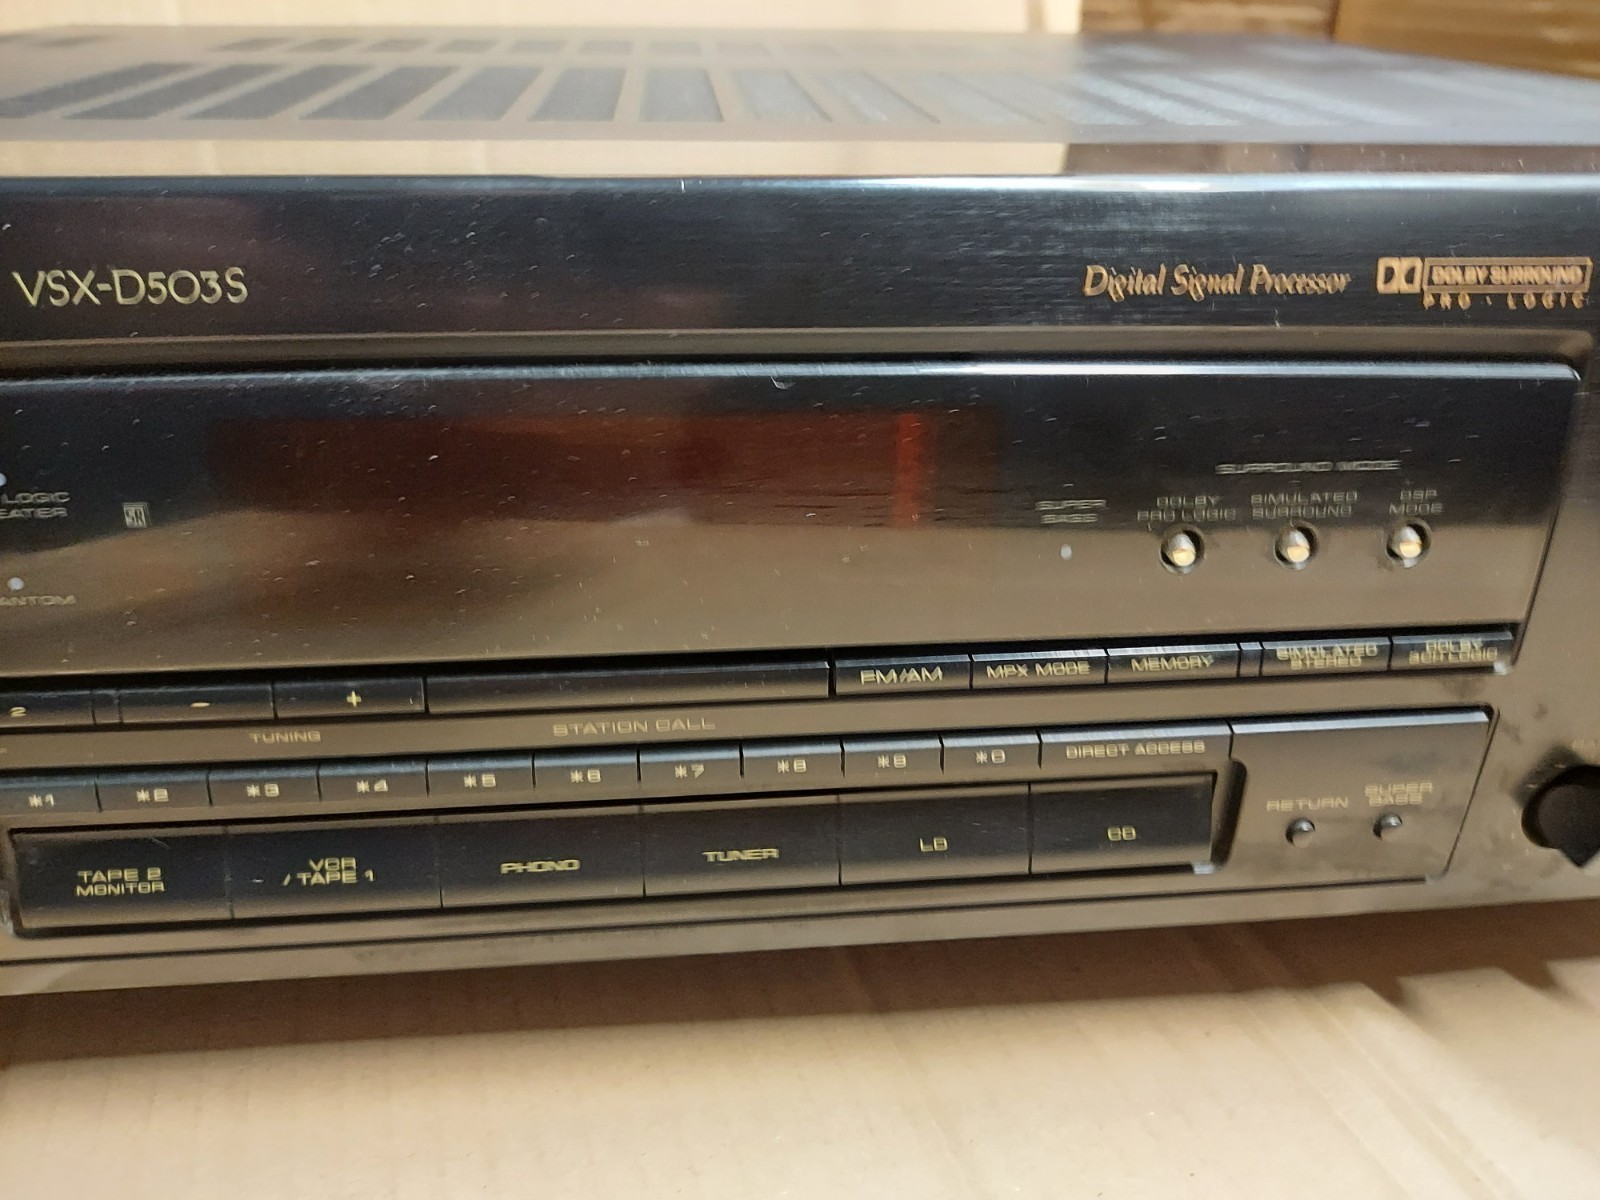 VSX-D503S
Digital Signal Processor
DOLBY SURROUND
PRO · LOGIC
SURROUND MODE
LOGIC
SR
SUPER
BASS
DOLBY
PRO LOGIC
SIMULATED
SURROUND
DSP
MODE
2
-
+
FM/AM
MPX MODE
MEMORY
SIMULATED
STEREO
DOLBY
TUNING
STATION CALL
*1
*2
*3
*4
*5
*6
*7
*8
*9
*0
DIRECT ACCESS
RETURN
SUPER
BASS
TAPE 2
MONITOR
VCR
/ TAPE 1
PHONO
TUNER
LD
CD